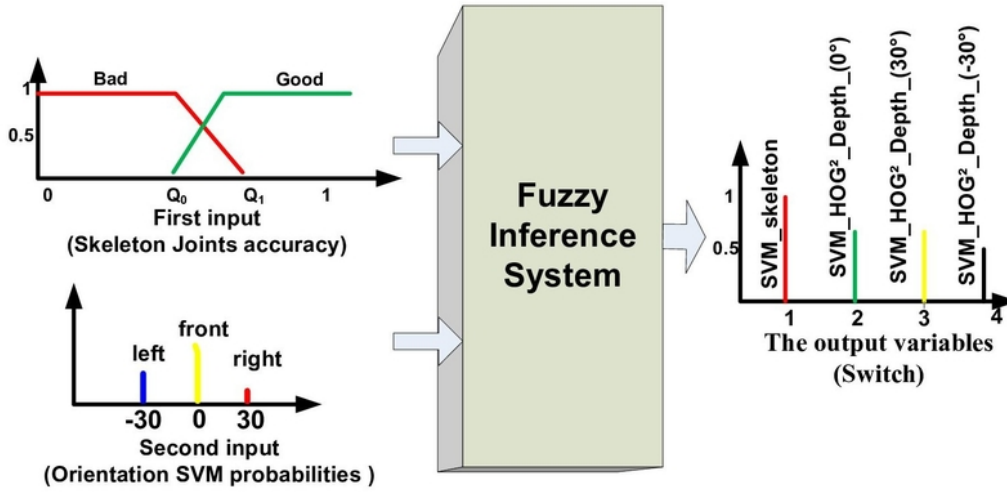 Bad
Good
1
0.5
0
Q₀
Q₁
1
First input
(Skeleton Joints accuracy)
left
front
right
-30
0
30
Second input
(Orientation SVM probabilities )
Fuzzy
Inference
System
SVM_skeleton
SVM_HOG²_Depth_(0°)
SVM_HOG²_Depth_(30°)
SVM_HOG²_Depth_(-30°)
1
0.5
1
2
3
4
The output variables
(Switch)